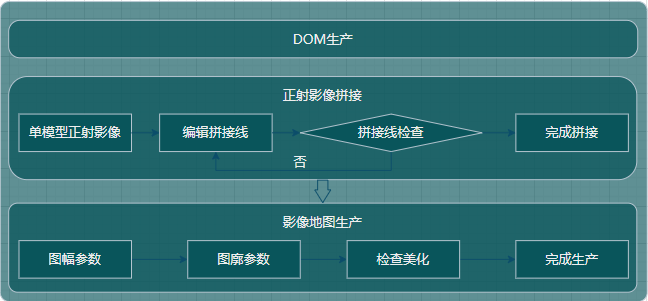 DOM生产
正射影像拼接
单模型正射影像
编辑拼接线
拼接线检查
完成拼接
否
影像地图生产
图幅参数
图廓参数
检查美化
完成生产